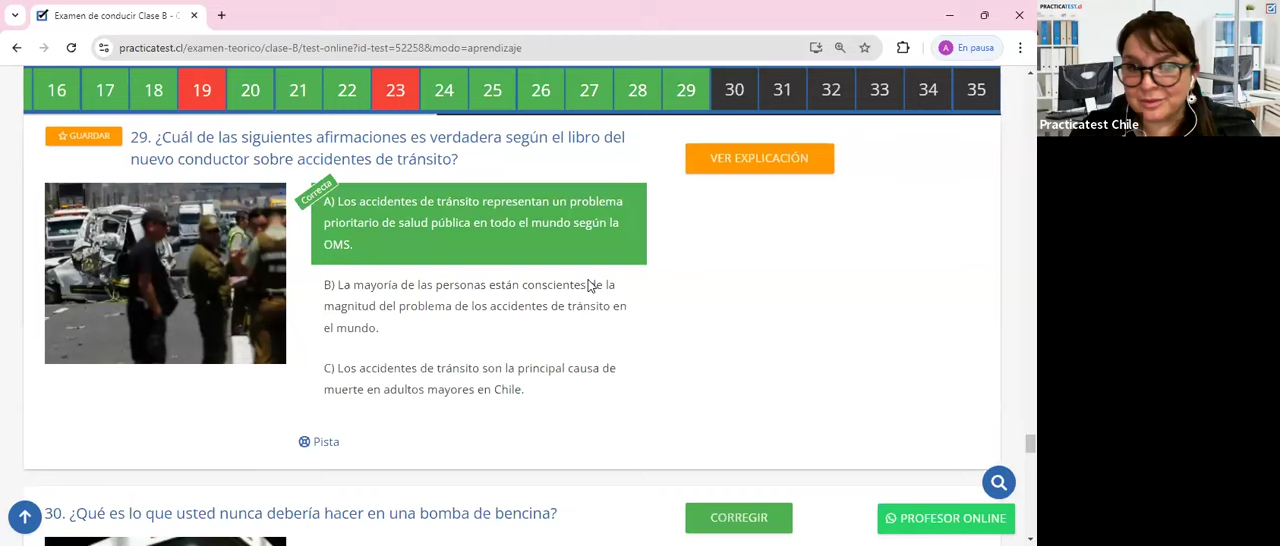 Examen de conducir Clase B - C
practicatest.cl/examen-teorico/clase-B/test-online?id-test=52258&modo=aprendizaje
A
En pausa
PRACTICATEST.CL
Practicatest Chile
16 17 18 19 20 21 22 23 24 25 26 27 28 29 30 31 32 33 34 35
GUARDAR
29. ¿Cuál de las siguientes afirmaciones es verdadera según el libro del
nuevo conductor sobre accidentes de tránsito?
VER EXPLICACIÓN
Correcta
A) Los accidentes de tránsito representan un problema
prioritario de salud pública en todo el mundo según la
OMS.
B) La mayoría de las personas están conscientes de la
magnitud del problema de los accidentes de tránsito en
el mundo.
C) Los accidentes de tránsito son la principal causa de
muerte en adultos mayores en Chile.
Pista
30. ¿Qué es lo que usted nunca debería hacer en una bomba de bencina?
CORREGIR
PROFESOR ONLINE